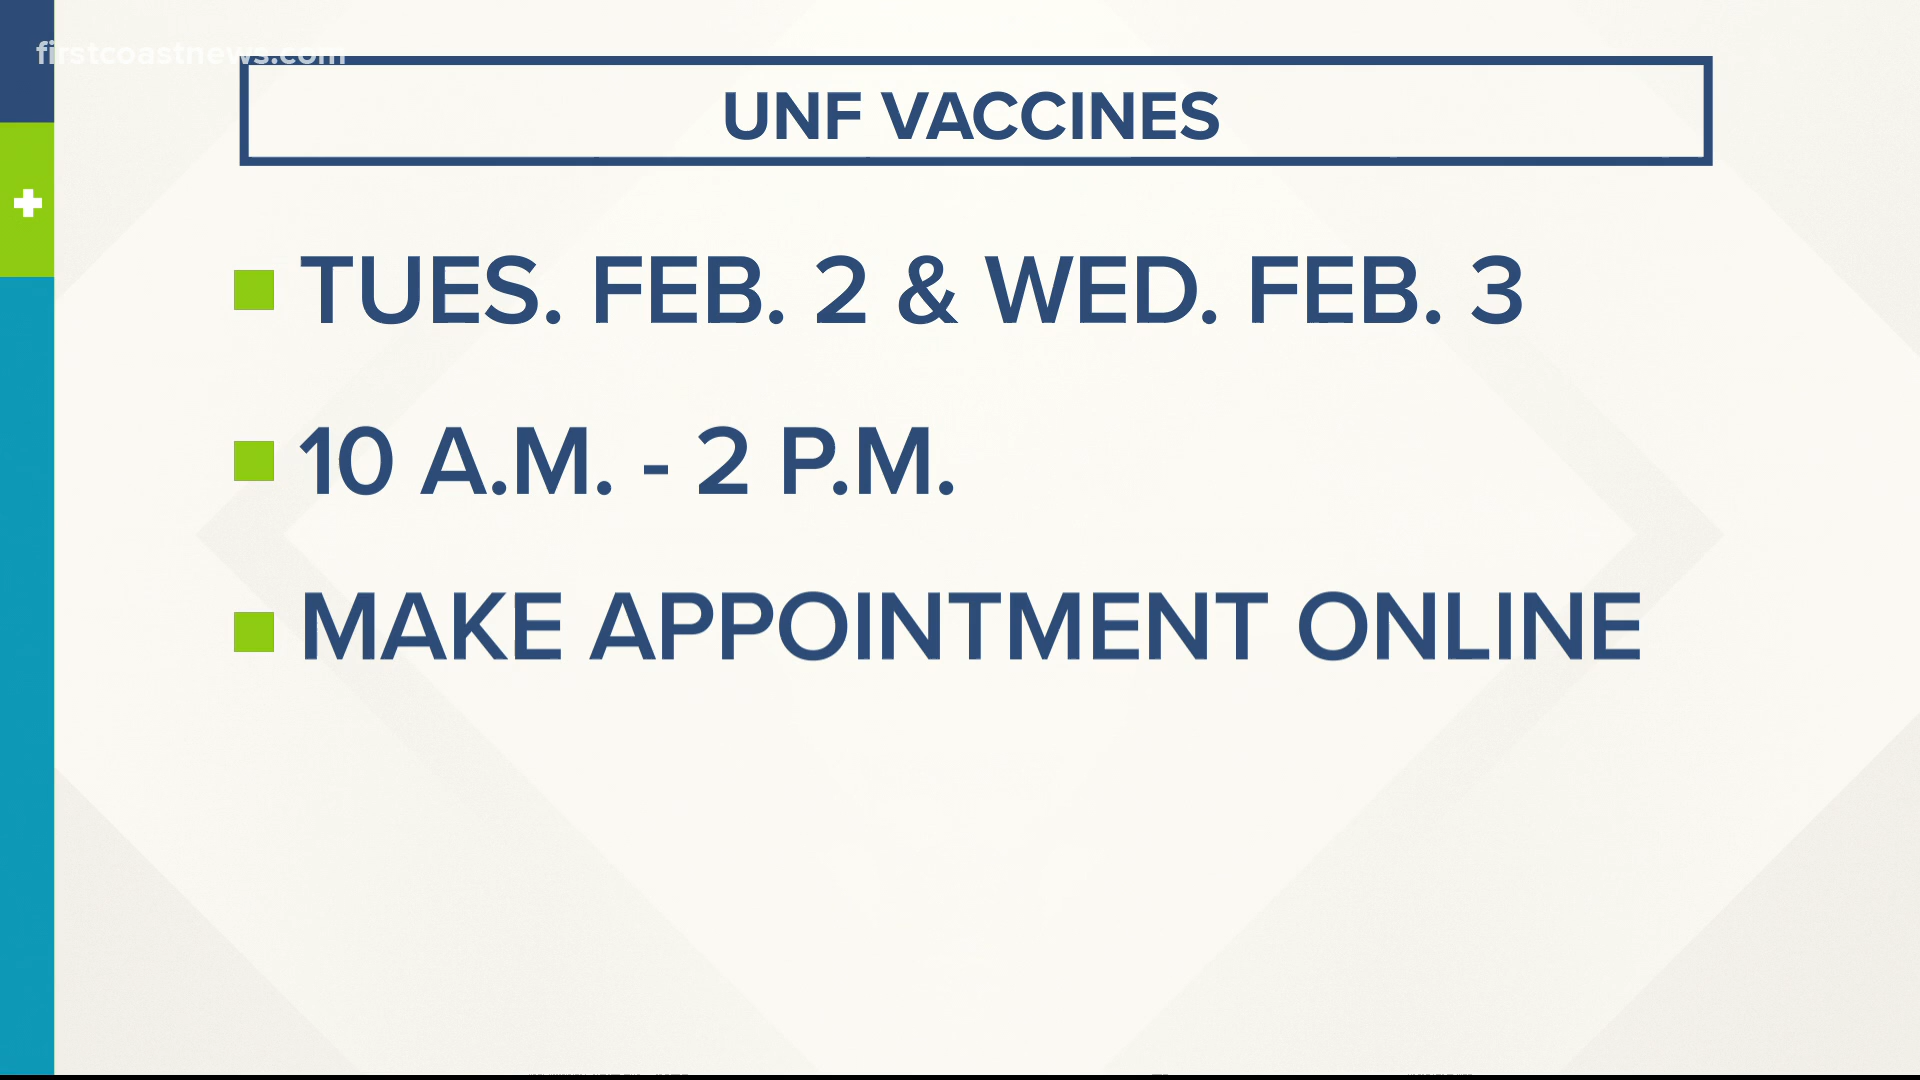 firstcoastnews.com
UNF VACCINES
TUES. FEB. 2 & WED. FEB. 3
10 A.M. - 2 P.M.
MAKE APPOINTMENT ONLINE